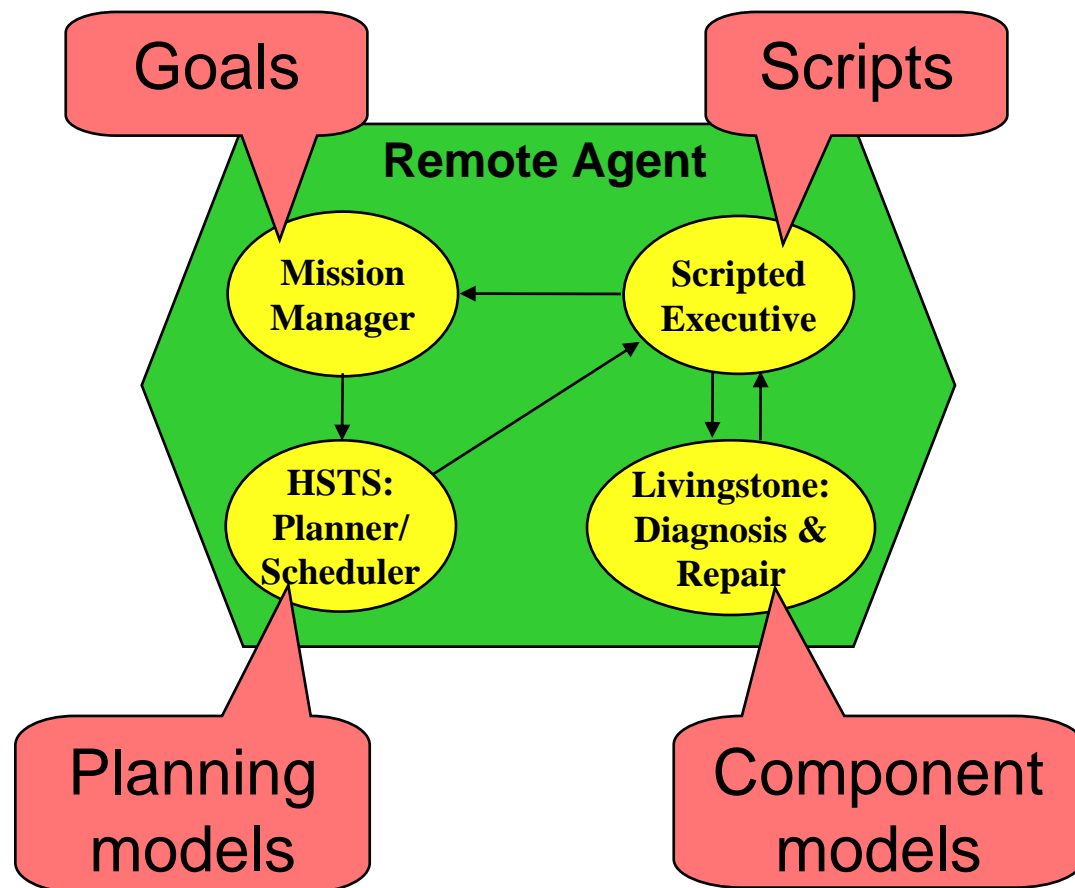 Goals
Scripts
Remote Agent
Mission
Manager
Scripted
Executive
HSTS:
Planner/
Scheduler
Livingstone:
Diagnosis &
Repair
Planning
models
Component
models